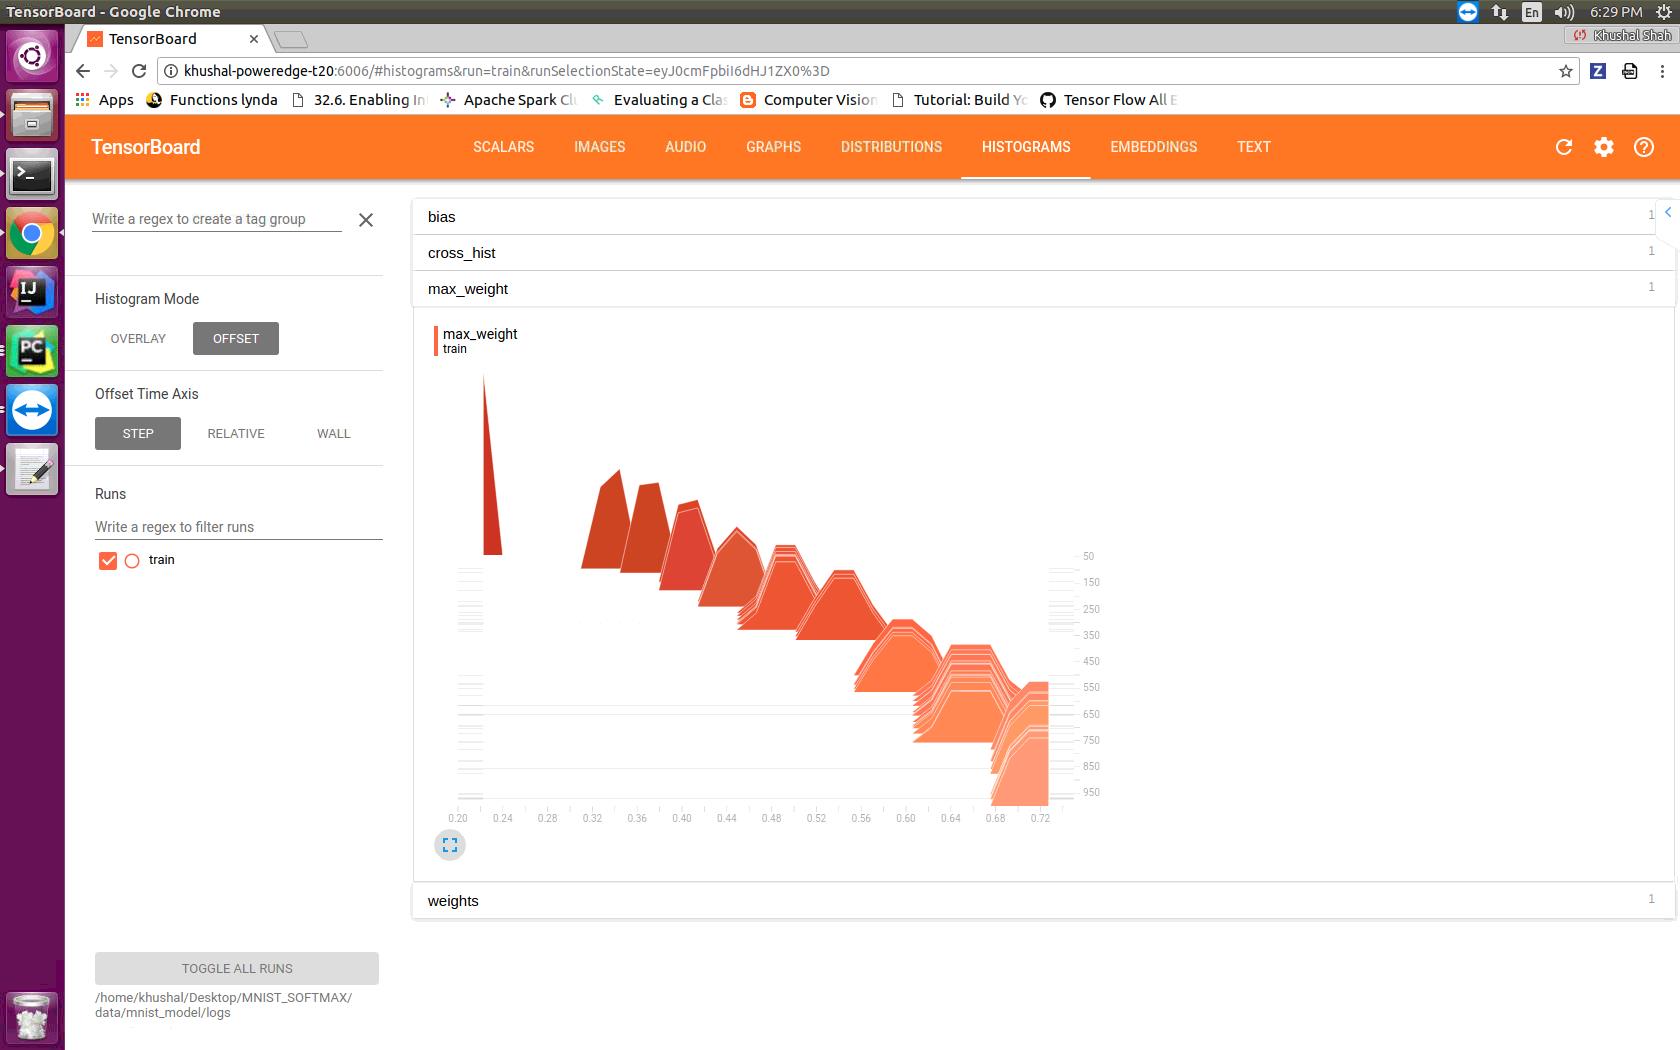 TensorBoard - Google Chrome
En
6:29 PM
TensorBoard
Khushal Shah
khushal-poweredge-t20:6006/#histograms&run=train&runSelectionState=eyJ0cmFpbiI6dHJ1ZX0%3D
Z
Apps
Functions lynda
32.6. Enabling In
Apache Spark Clu
Evaluating a Clas
Computer Vision
Tutorial: Build Yo
Tensor Flow All E
TensorBoard
SCALARS
IMAGES
AUDIO
GRAPHS
DISTRIBUTIONS
HISTOGRAMS
EMBEDDINGS
TEXT
Write a regex to create a tag group
Histogram Mode
OVERLAY
OFFSET
Offset Time Axis
STEP
RELATIVE
WALL
Runs
Write a regex to filter runs
train
TOGGLE ALL RUNS
/home/khushal/Desktop/MNIST_SOFTMAX/
data/mnist_model/logs
bias
1
cross_hist
1
max_weight
1
max_weight
train
50
150
250
350
450
550
650
750
850
950
0.20 0.24 0.28 0.32 0.36 0.40 0.44 0.48 0.52 0.56 0.60 0.64 0.68 0.72
weights
1
IJ
PC